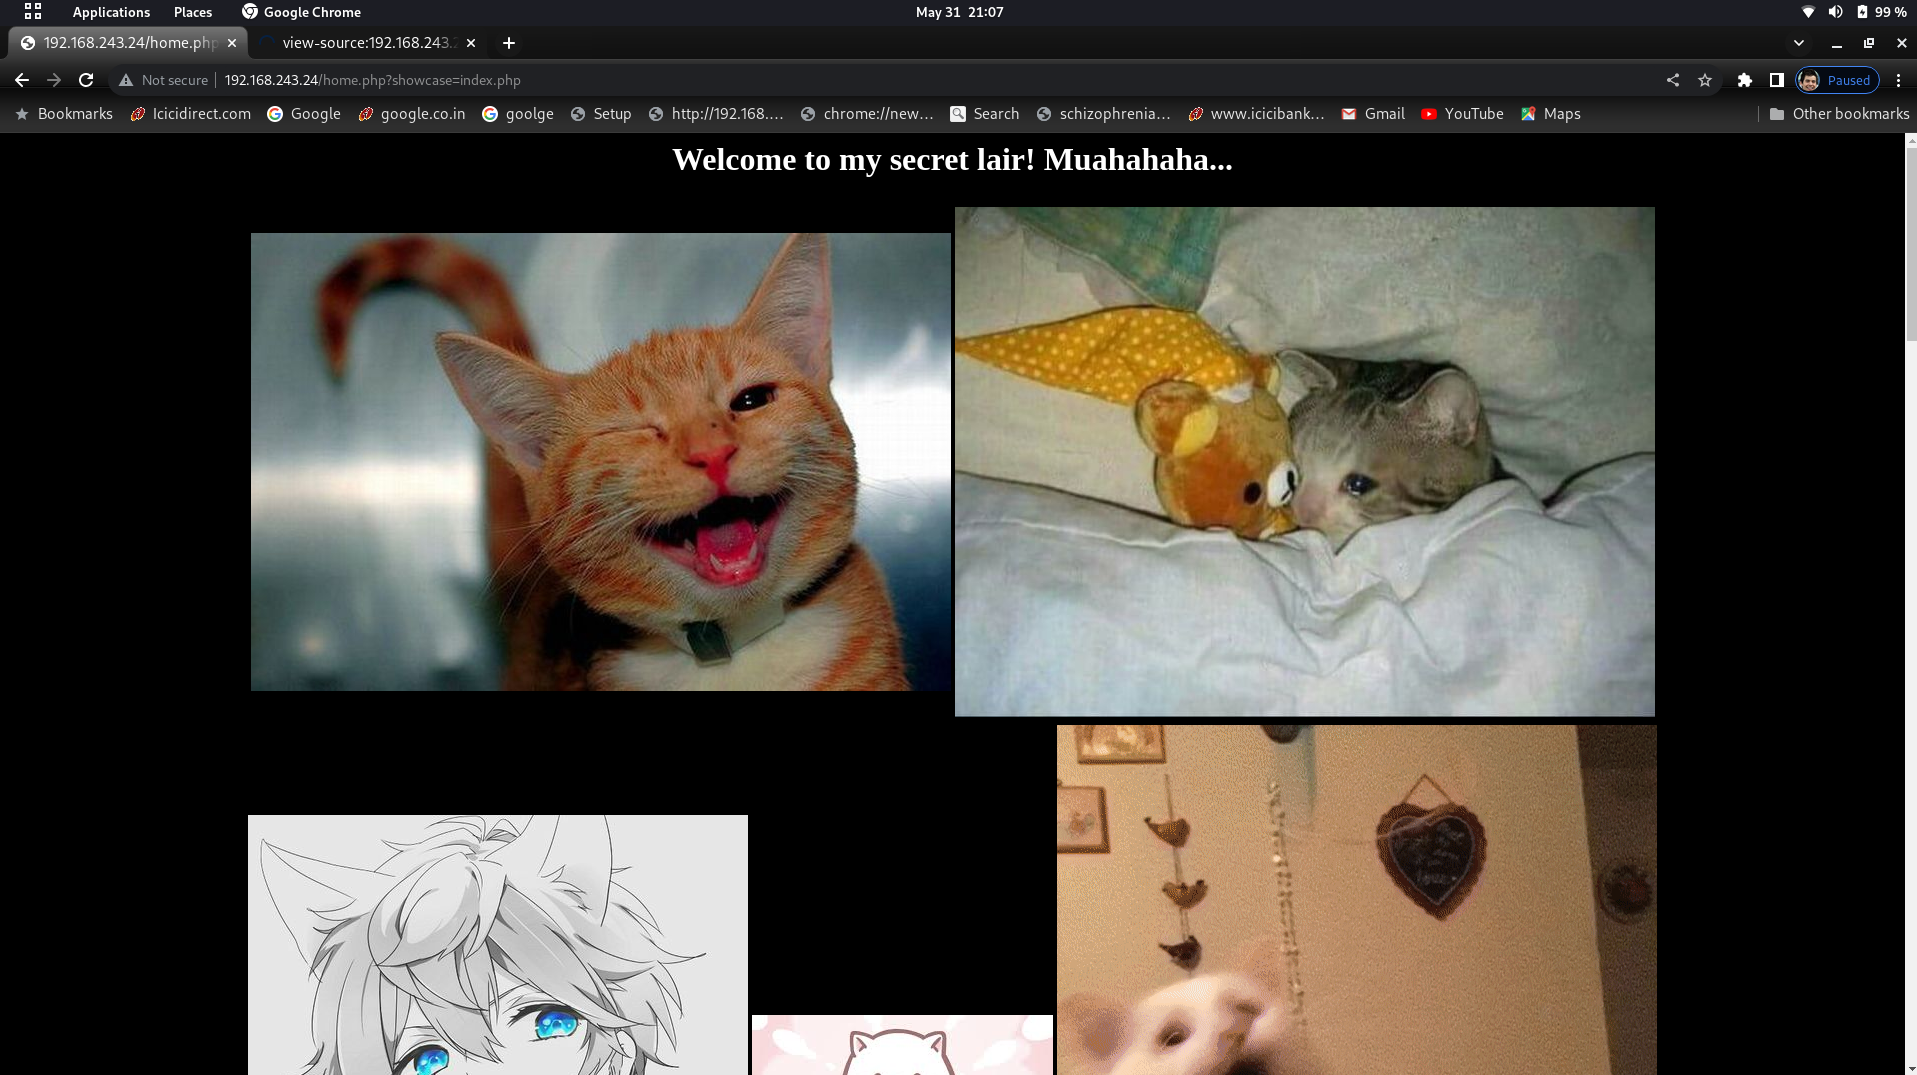 Applications Places Google Chrome May 31 21:07 99 %
192.168.243.24/home.php view-source:192.168.243.2
Not secure 192.168.243.24/home.php?showcase=index.php Paused
Bookmarks Icicidirect.com Google google.co.in goolge Setup http://192.168.... chrome://new... Search schizophrenia... www.icicibank... Gmail YouTube Maps Other bookmarks
Welcome to my secret lair! Muahahaha...